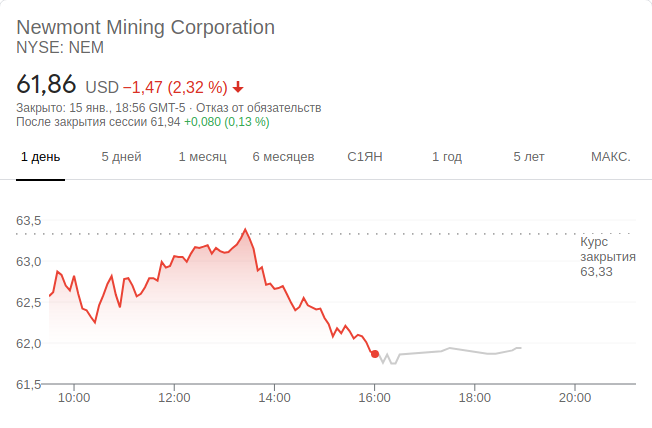 Newmont Mining Corporation
NYSE: NEM
61,86 USD −1,47 (2,32 %)
Закрыто: 15 янв., 18:56 GMT-5 · Отказ от обязательств
После закрытия сессии 61,94 +0,080 (0,13 %)
1 день 5 дней 1 месяц 6 месяцев С1ЯН 1 год 5 лет МАКС.
63,5
Курс
закрытия
63,33
63,0
62,5
62,0
61,5
10:00 12:00 14:00 16:00 18:00 20:00